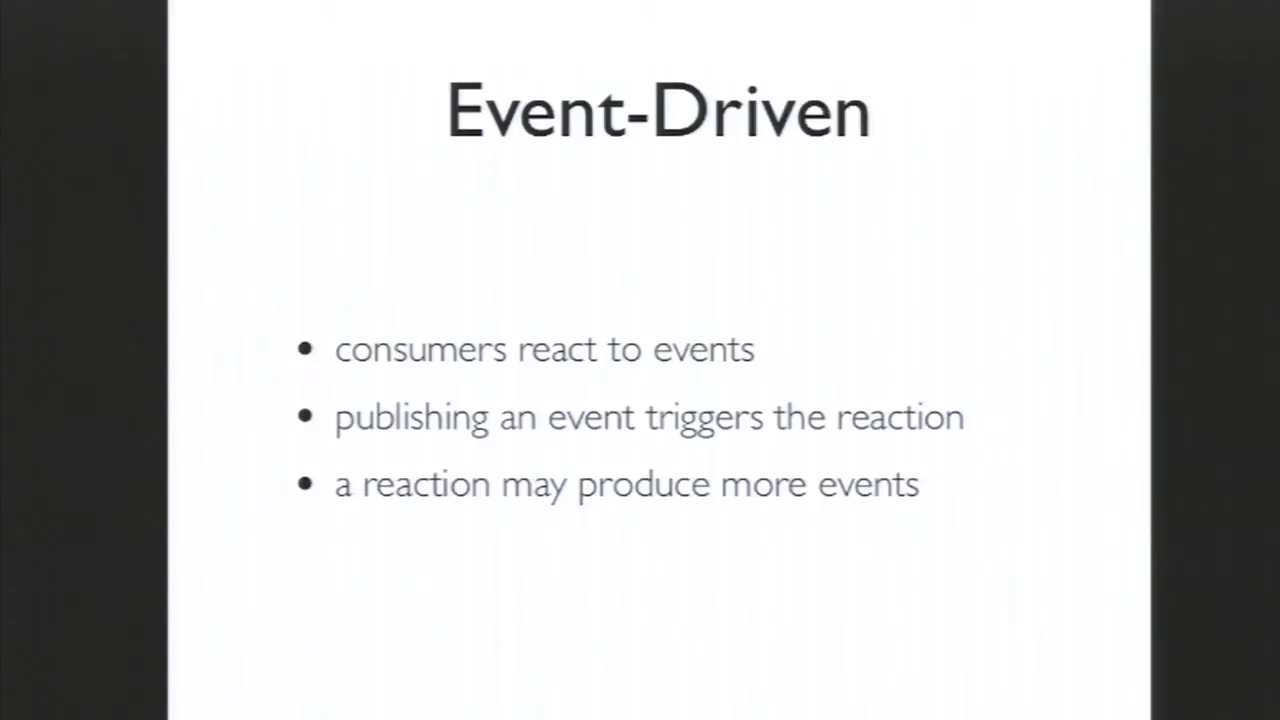 Event-Driven
• consumers react to events
• publishing an event triggers the reaction
• a reaction may produce more events